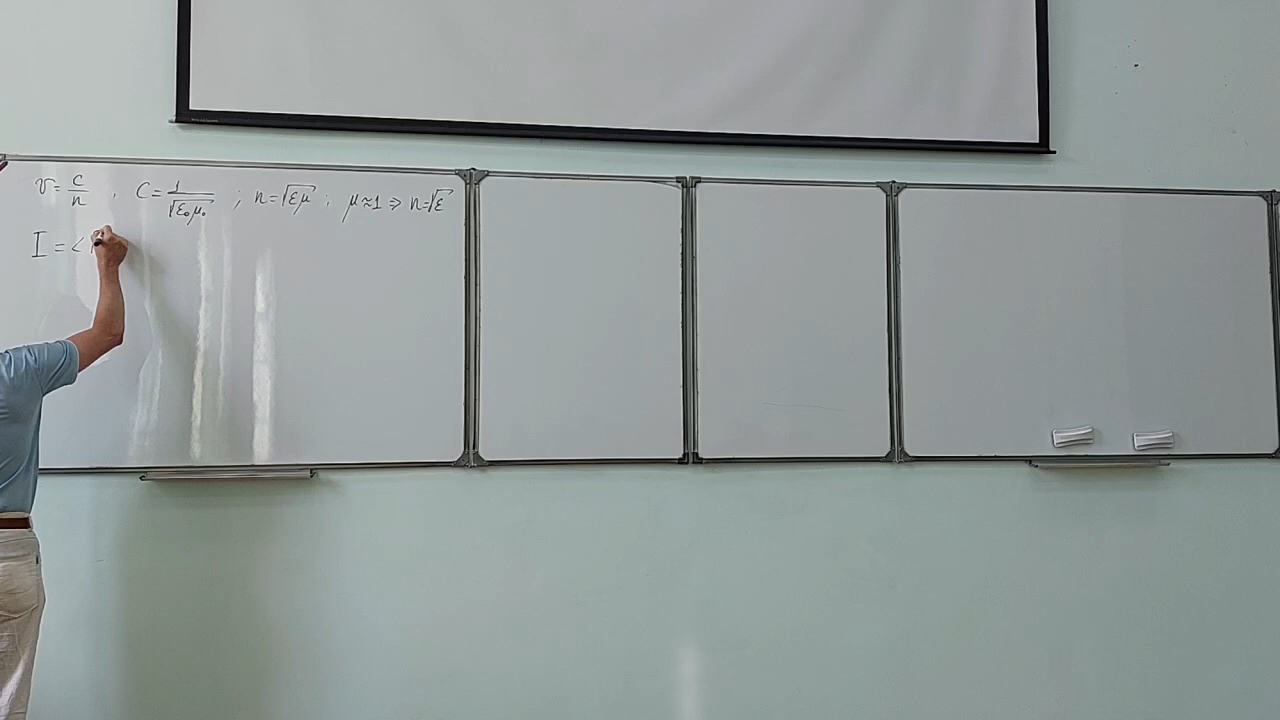 v = c/n , C = 1/√ε₀μ₀ ; n = √εμ ; μ≈1 ⇒ n=√ε
I = <